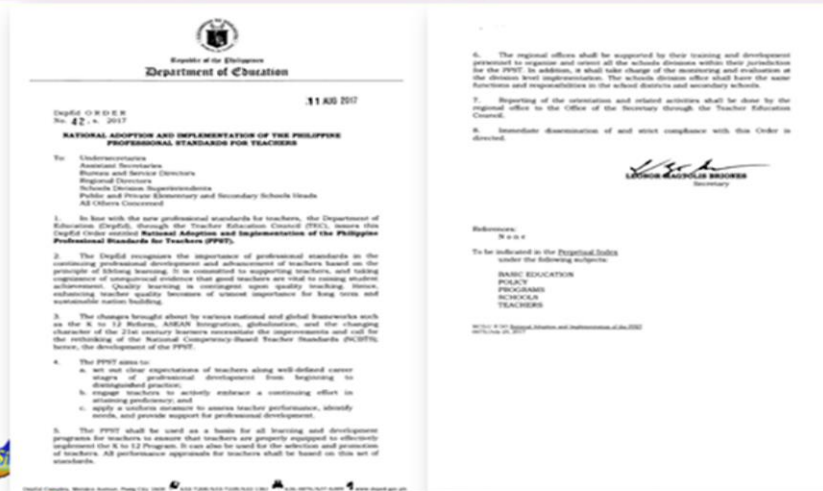 Republic of the Philippines
Department of Education
11 AUG 2017
DepEd ORDER
No. 42, s. 2017
NATIONAL ADOPTION AND IMPLEMENTATION OF THE PHILIPPINE
PROFESSIONAL STANDARDS FOR TEACHERS
To: Undersecretaries
Assistant Secretaries
Bureau and Service Directors
Regional Directors
Schools Division Superintendents
Public and Private Elementary and Secondary Schools Heads
All Others Concerned
1. In line with the new professional standards for teachers, the Department of
Education (DepEd), through the Teacher Education Council (TEC), issues this
DepEd Order entitled National Adoption and Implementation of the Philippine
Professional Standards for Teachers (PPST).
2. The DepEd recognizes the importance of professional standards in the
continuing professional development and advancement of teachers based on the
principle of lifelong learning. It is committed to supporting teachers, and taking
cognizance of unequivocal evidence that good teachers are vital to raising student
achievement. Quality learning is contingent upon quality teaching. Hence,
enhancing teacher quality becomes of utmost importance for long term and
sustainable nation building.
3. The changes brought about by various national and global frameworks such
as the K to 12 Reform, ASEAN Integration, globalization, and the changing
character of the 21st century learners necessitate the improvements and call for
the rethinking of the National Competency-Based Teacher Standards (NCBTS);
hence, the development of the PPST.
4. The PPST aims to:
a. set out clear expectations of teachers along well-defined career
stages of professional development from beginning to
distinguished practice;
b. engage teachers to actively embrace a continuing effort in
attaining proficiency; and
c. apply a uniform measure to assess teacher performance, identify
needs, and provide support for professional development.
5. The PPST shall be used as a basis for all learning and development
programs for teachers to ensure that teachers are properly equipped to effectively
implement the K to 12 Program. It can also be used for the selection and promotion
of teachers. All performance appraisals for teachers shall be based on this set of
standards.
6. The regional offices shall be supported by their training and development
personnel to organize and orient all the schools divisions within their jurisdiction
for the PPST. In addition, it shall take charge of the monitoring and evaluation at
the division level implementation. The schools division office shall have the same
functions and responsibilities in the school districts and secondary schools.
7. Reporting of the orientation and related activities shall be done by the
regional office to the Office of the Secretary through the Teacher Education
Council.
8. Immediate dissemination of and strict compliance with this Order is
directed.
LEONOR MAGTOLIS BRIONES
Secretary
References:
None
To be indicated in the Perpetual Index
under the following subjects:
BASIC EDUCATION
POLICY
PROGRAMS
SCHOOLS
TEACHERS